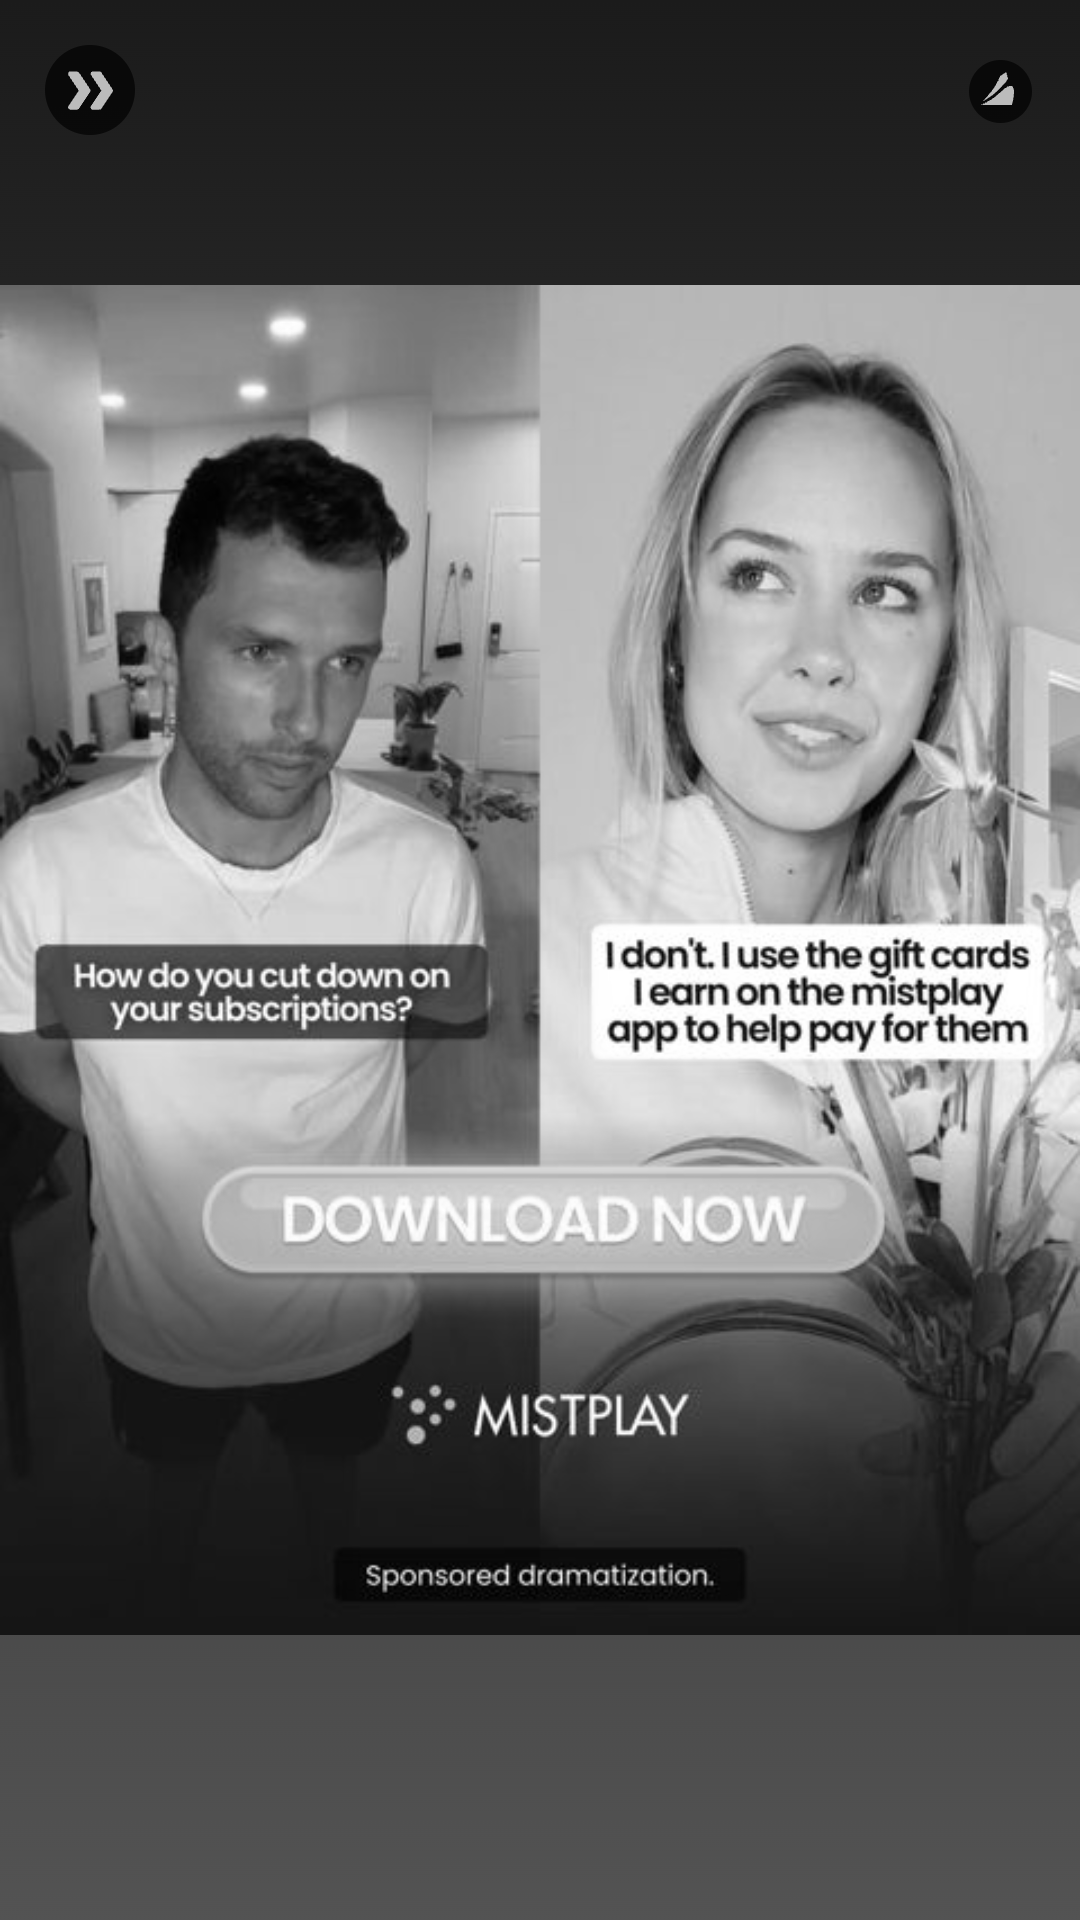 How do you cut down on
your subscriptions?
I don't. I use the gift cards
I earn on the mistplay
app to help pay for them
DOWNLOAD NOW
MISTPLAY
Sponsored dramatization.